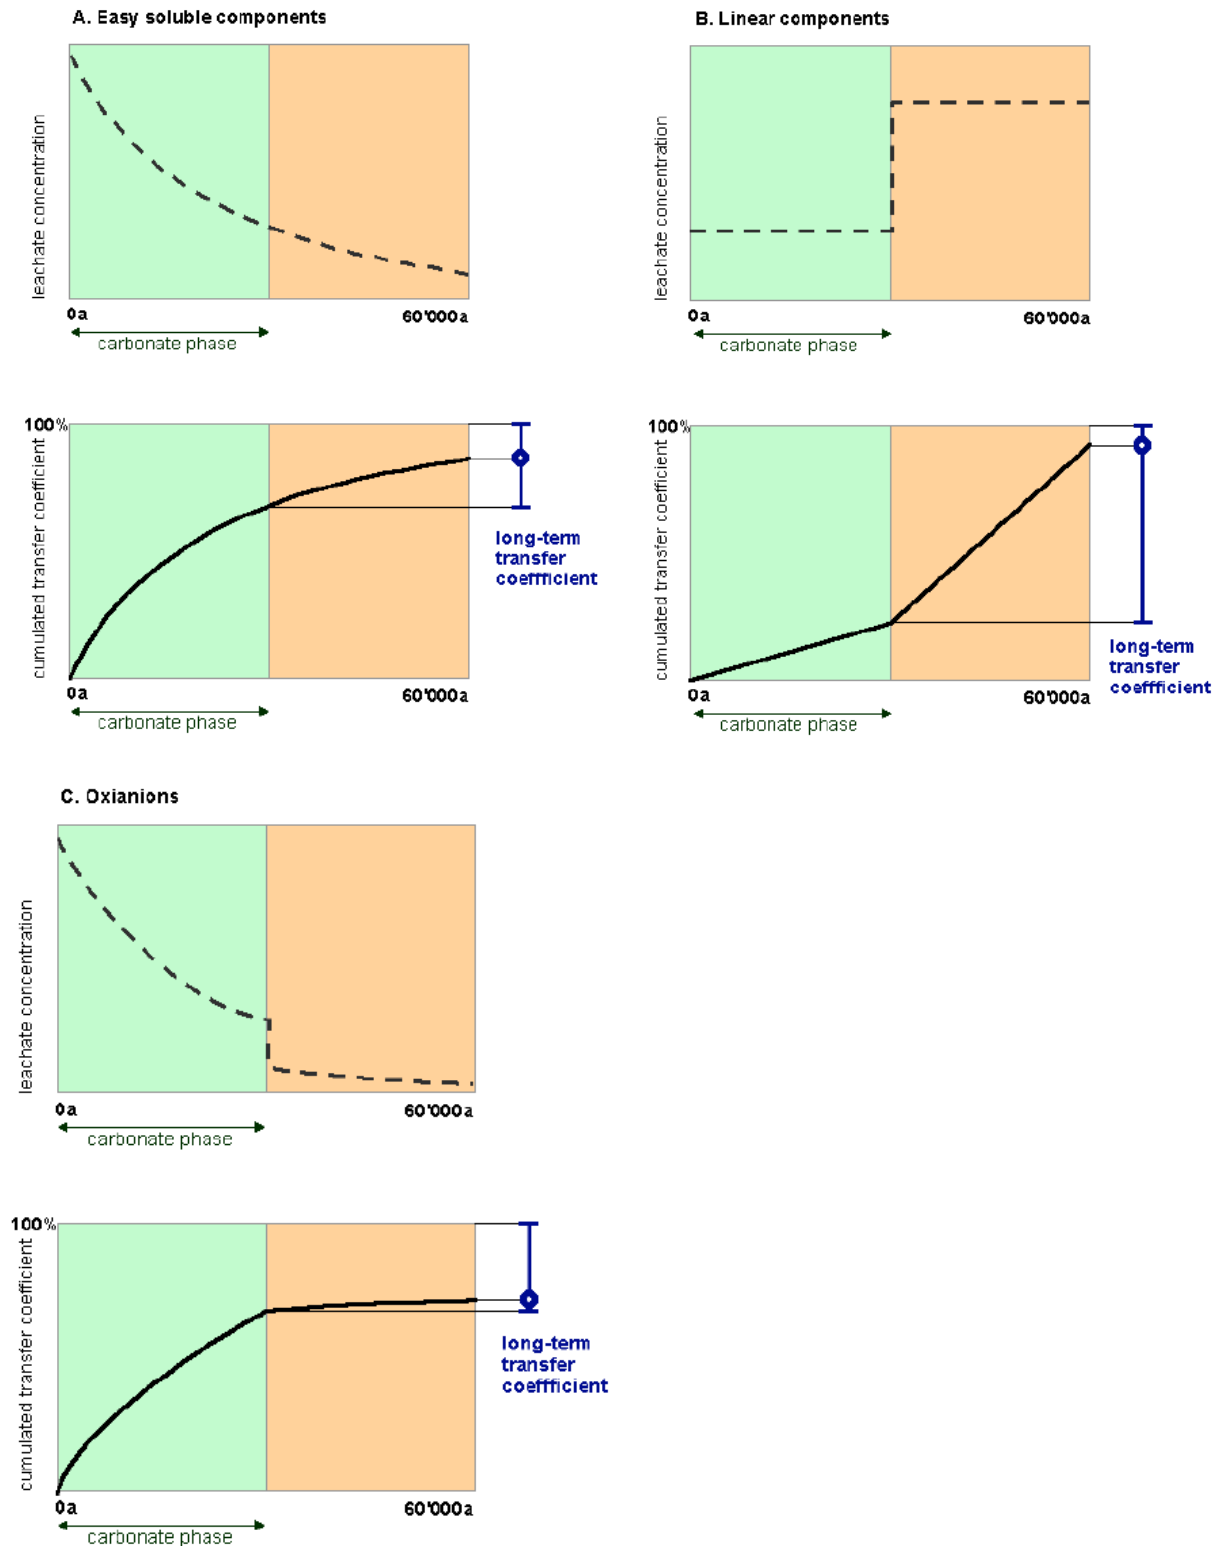 A. Easy soluble components
leachate concentration
0a
60'000a
carbonate phase
100%
cumulated transfer coefficient
long-term
transfer
coeffficient
0a
60'000a
carbonate phase
B. Linear components
leachate concentration
0a
60'000a
carbonate phase
100%
cumulated transfer coefficient
long-term
transfer
coeffficient
0a
60'000a
carbonate phase
C. Oxianions
leachate concentration
0a
60'000a
carbonate phase
100%
cumulated transfer coefficient
long-term
transfer
coeffficient
0a
60'000a
carbonate phase